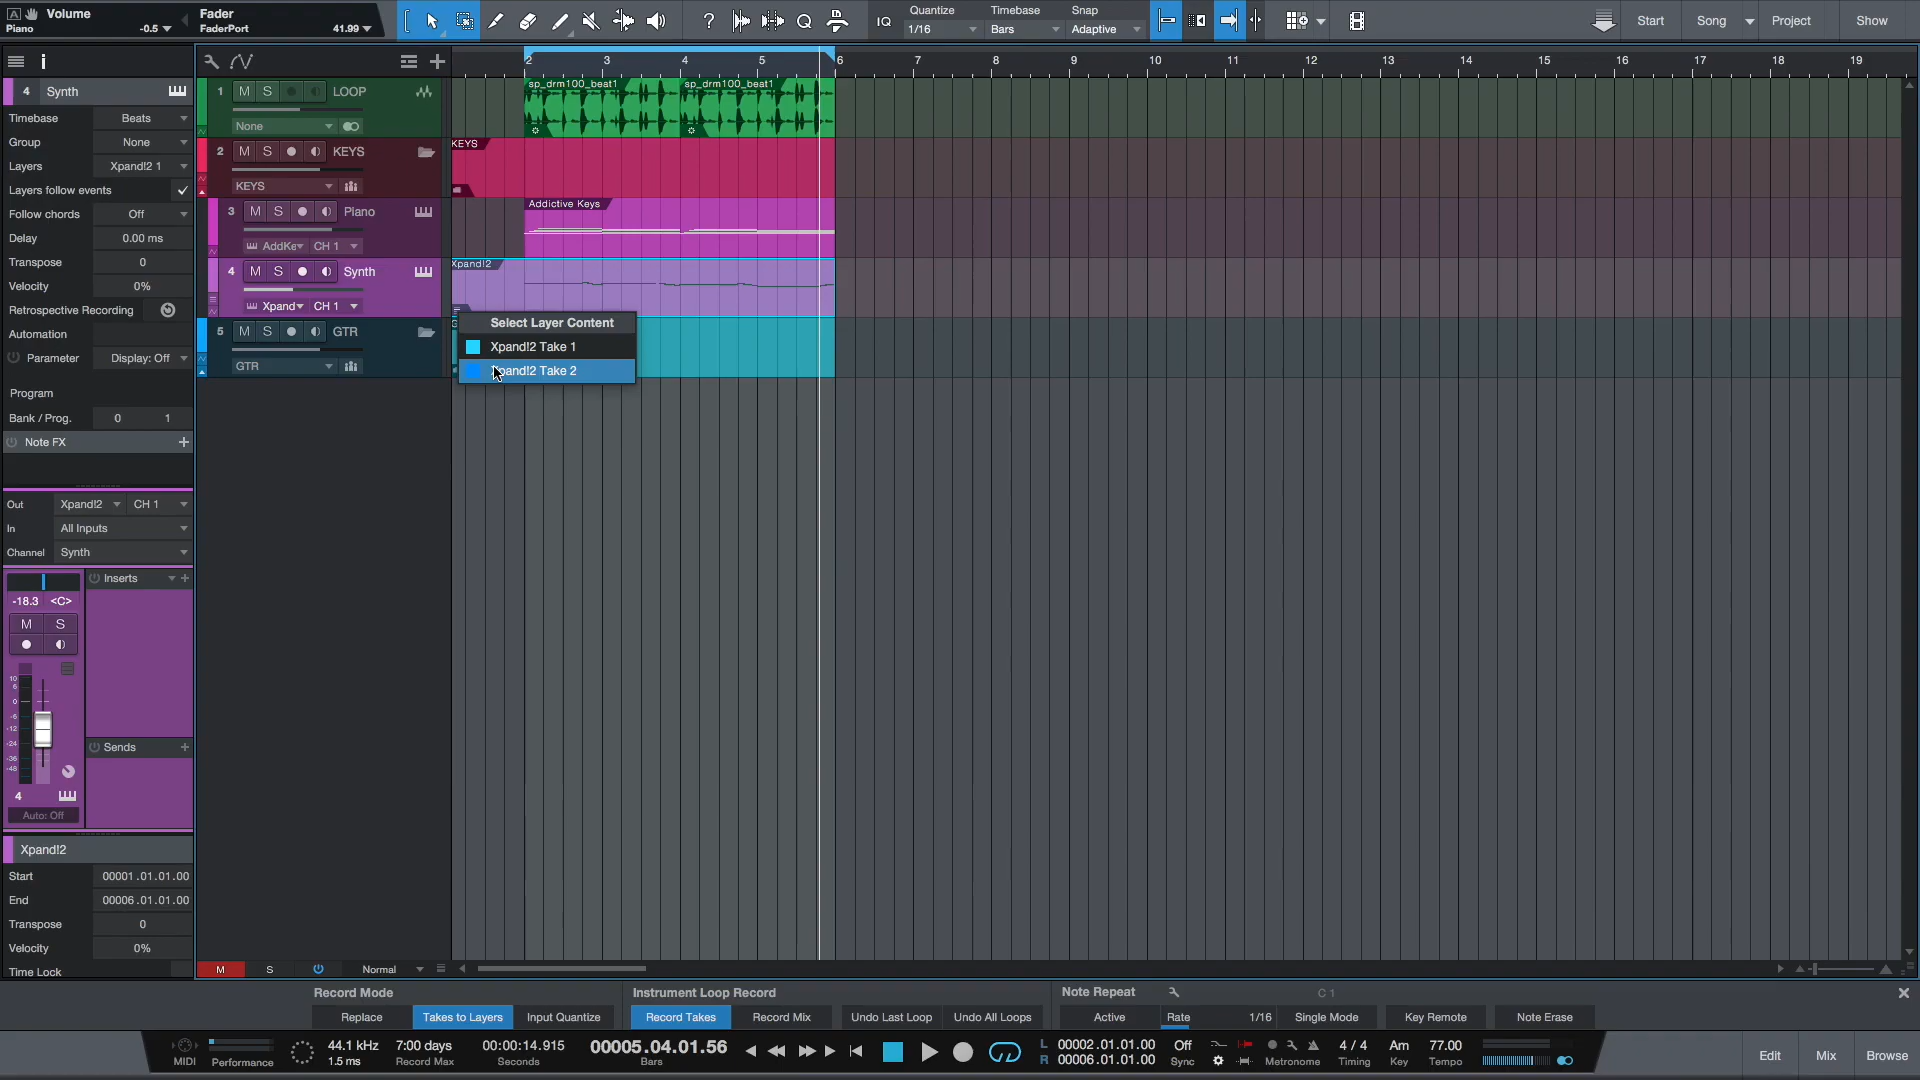 Volume
Piano -0.5
Fader
FaderPort 41.99
IQ
Quantize
1/16
Timebase
Bars
Snap
Adaptive
Start Song Project Show
2 3 4 5 6 7 8 9 10 11 12 13 14 15 16 17 18 19
4 Synth
Timebase Beats
Group None
Layers Xpand!2 1
Layers follow events
Follow chords Off
Delay 0.00 ms
Transpose 0
Velocity 0%
Retrospective Recording
Automation
Parameter Display: Off
Program
Bank / Prog. 0 1
Note FX
Out Xpand!2 CH 1
In All Inputs
Channel Synth
Inserts
-18.3 <C>
M S
Sends
4
Auto: Off
Xpand!2
Start 00001.01.01.00
End 00006.01.01.00
Transpose 0
Velocity 0%
Time Lock
1 M S LOOP
None
2 M S KEYS
KEYS
3 M S Piano
AddKe CH 1
4 M S Synth
Xpand CH 1
5 M S GTR
GTR
sp_drm100_beat1 sp_drm100_beat1
KEYS
Addictive Keys
Xpand!2
Select Layer Content
Xpand!2 Take 1
Xpand!2 Take 2
M S Normal
Record Mode
Replace Takes to Layers Input Quantize
Instrument Loop Record
Record Takes Record Mix Undo Last Loop Undo All Loops
Note Repeat C 1
Active Rate 1/16 Single Mode Key Remote Note Erase
MIDI Performance
44.1 kHz
1.5 ms
7:00 days
Record Max
00:00:14.915
Seconds
00005.04.01.56
Bars
L 00002.01.01.00
R 00006.01.01.00
Off
Sync
Metronome
4 / 4
Timing
Am
Key
77.00
Tempo
Edit Mix Browse